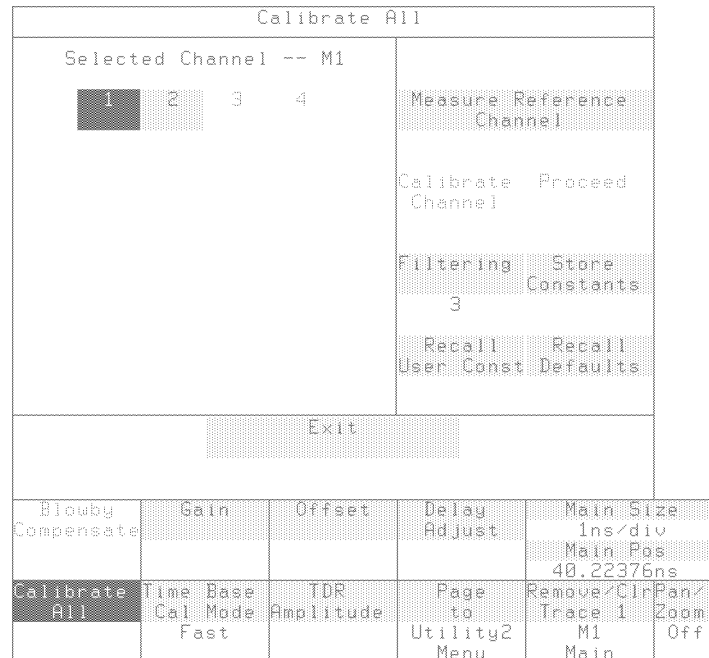 Calibrate All
Selected Channel -- M1
1 2 3 4
Measure Reference
Channel
Calibrate Proceed
Channel
Filtering Store
Constants
3
Recall Recall
User Const Defaults
Exit
Blowby Gain Offset Delay Main Size
Compensate Adjust 1ns/div
Main Pos
40.22376ns
Calibrate Time Base TDR Page Remove/Clr Pan/
All Cal Mode Amplitude to Trace 1 Zoom
Fast Utility2 M1 Off
Menu Main